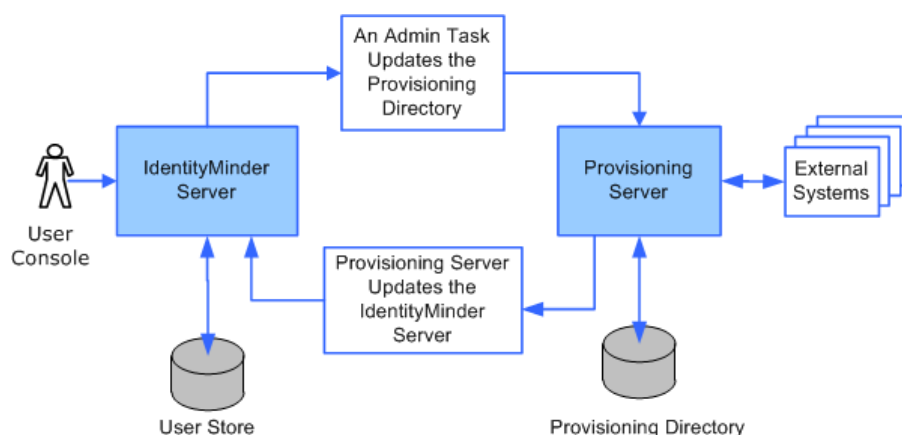 An Admin Task
Updates the
Provisioning
Directory
IdentityMinder
Server
Provisioning
Server
External
Systems
User
Console
Provisioning Server
Updates the
IdentityMinder
Server
User Store
Provisioning Directory